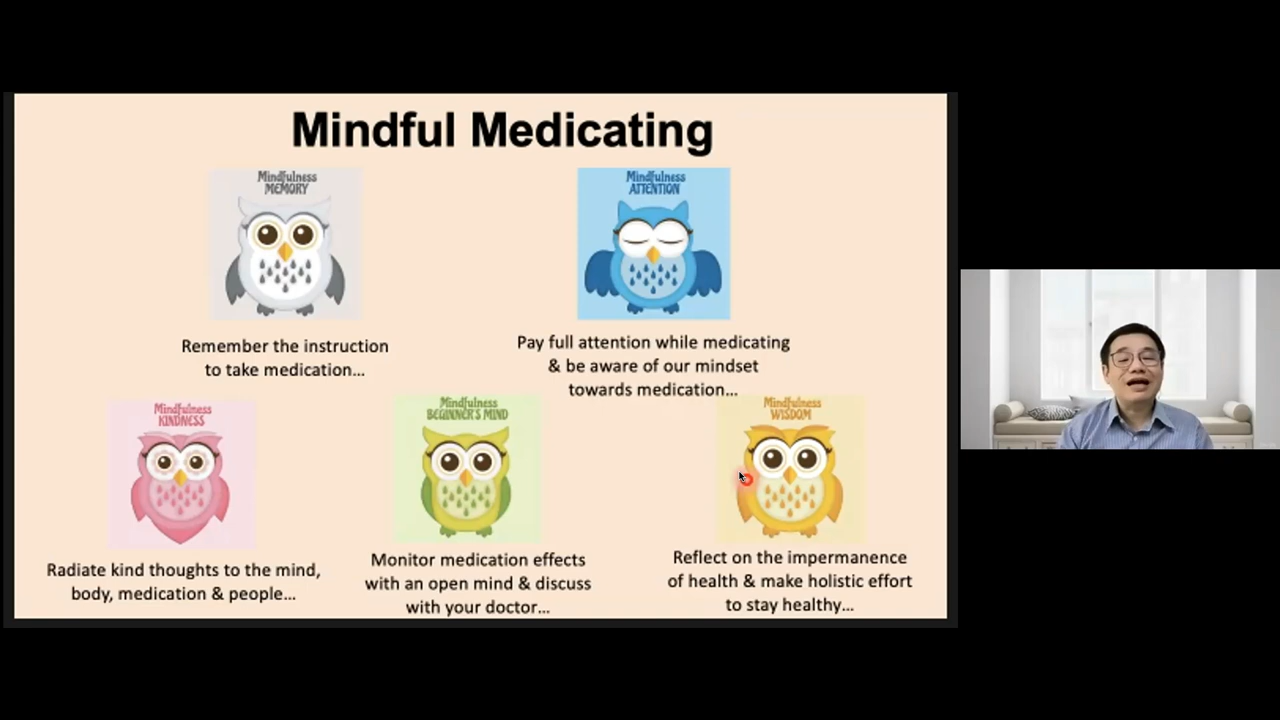 Mindful Medicating
Mindfulness
MEMORY
Mindfulness
ATTENTION
Remember the instruction
to take medication...
Pay full attention while medicating
& be aware of our mindset
towards medication...
Mindfulness
KINDNESS
Mindfulness
BEGINNER'S MIND
Mindfulness
WISDOM
Radiate kind thoughts to the mind,
body, medication & people...
Monitor medication effects
with an open mind & discuss
with your doctor...
Reflect on the impermanence
of health & make holistic effort
to stay healthy...